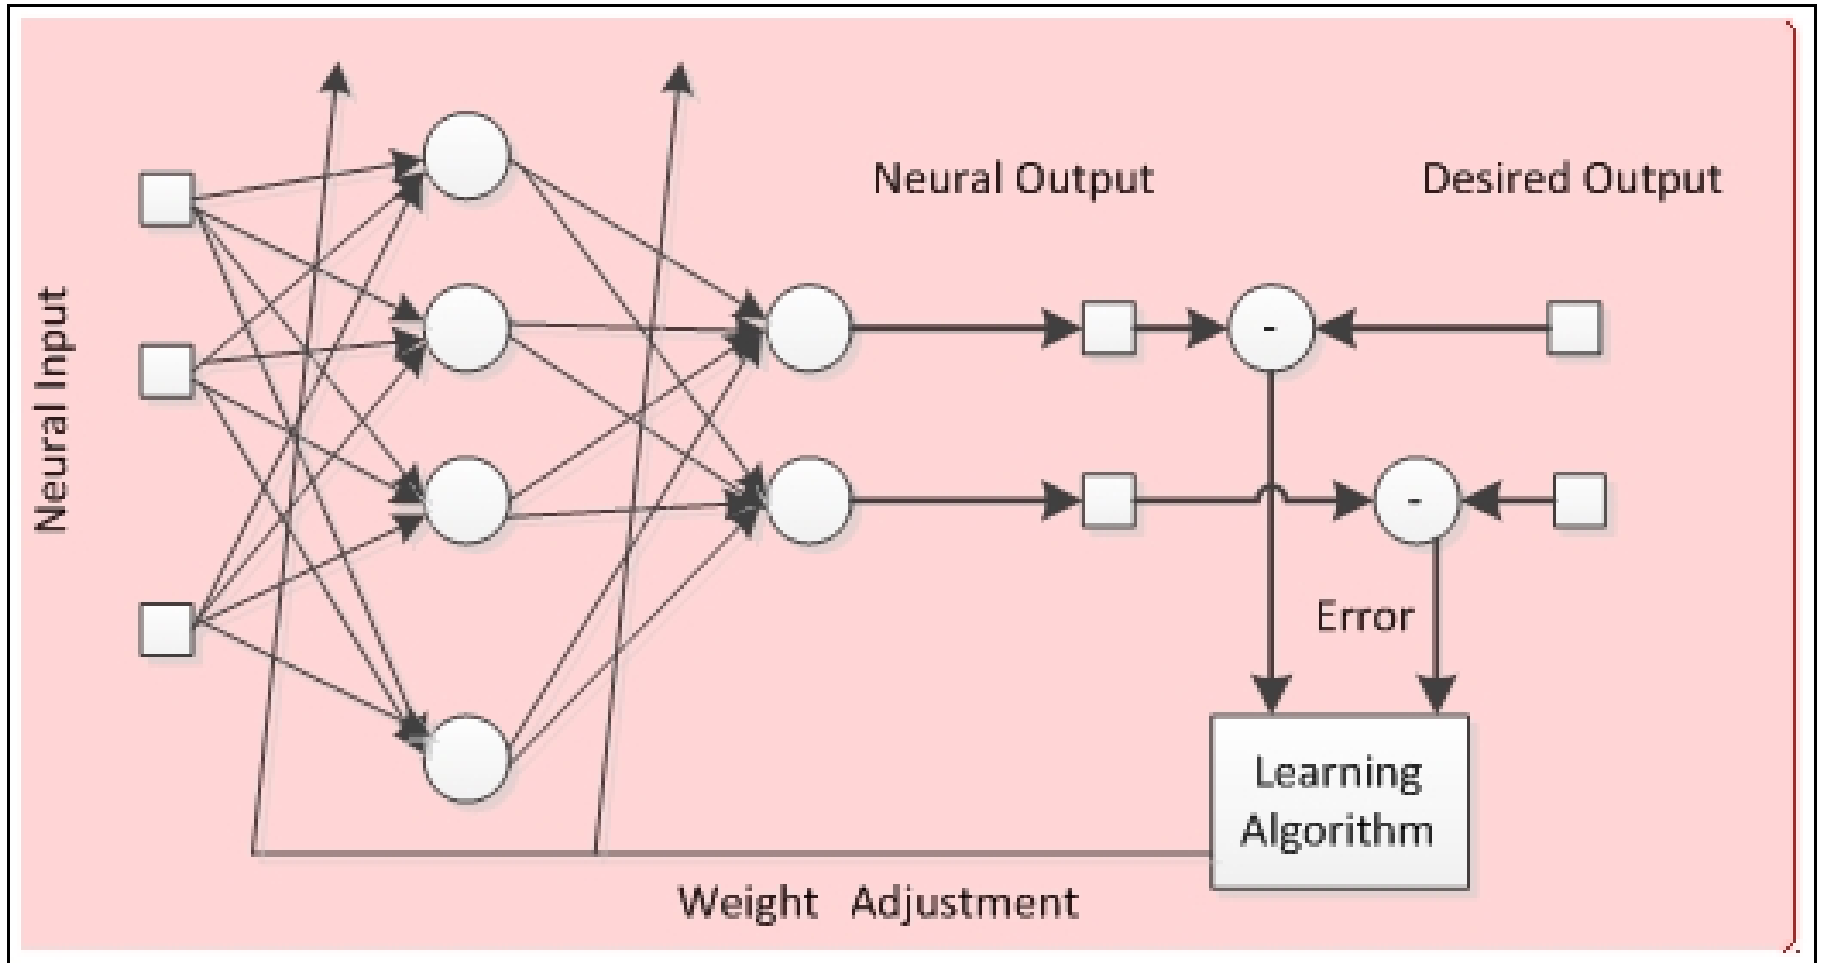 Neural Input
Neural Output
Desired Output
-
-
Error
Learning
Algorithm
Weight Adjustment